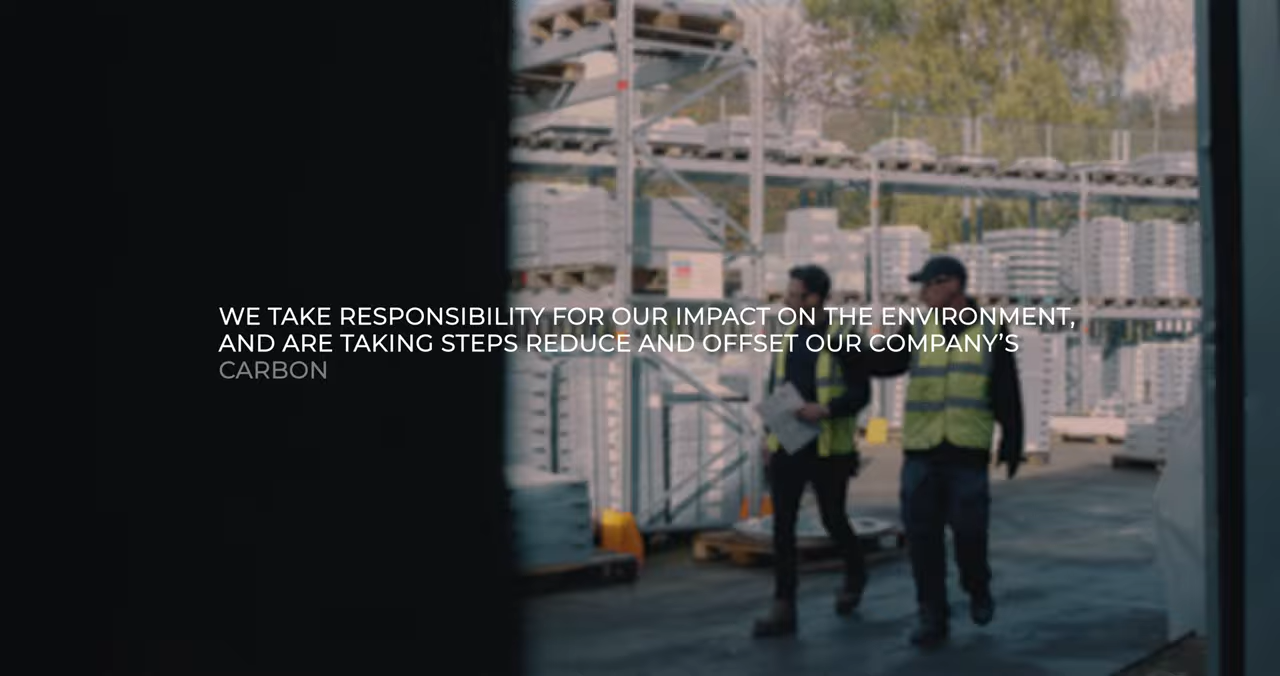 WE TAKE RESPONSIBILITY FOR OUR IMPACT ON THE ENVIRONMENT,
AND ARE TAKING STEPS REDUCE AND OFFSET OUR COMPANY’S
CARBON